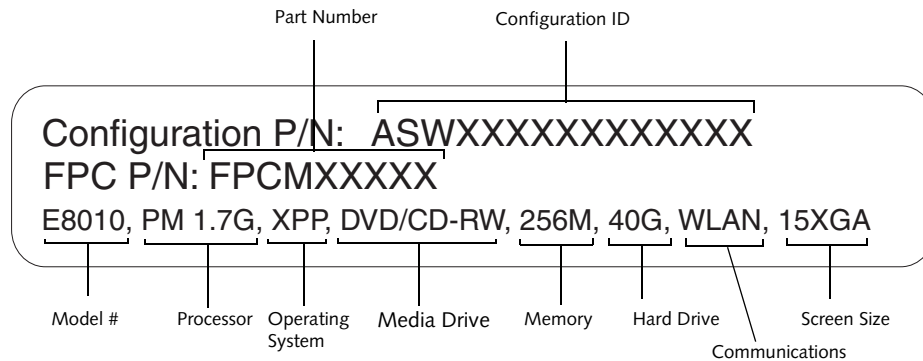 Part Number
Configuration ID
Configuration P/N: ASWXXXXXXXXXXXX
FPC P/N: FPCMXXXXX
E8010, PM 1.7G, XPP, DVD/CD-RW, 256M, 40G, WLAN, 15XGA
Model #
Processor
Operating
System
Media Drive
Memory
Hard Drive
Communications
Screen Size